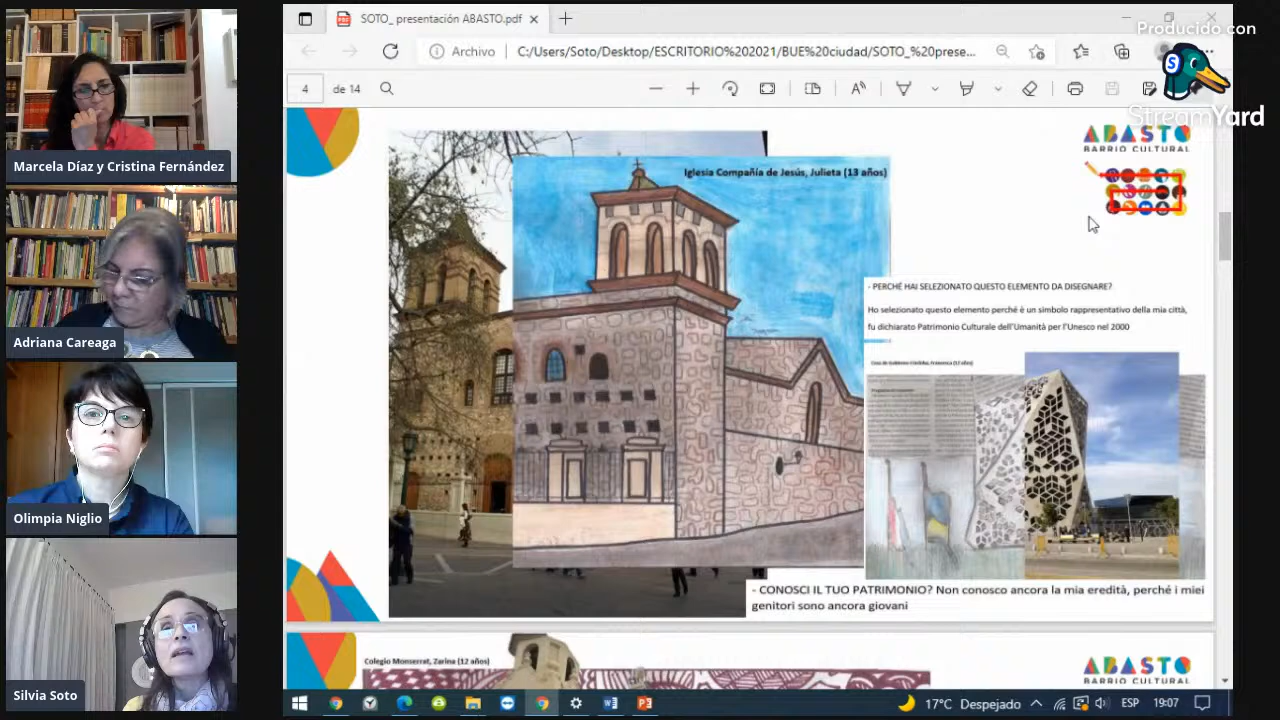 Marcela Díaz y Cristina Fernández
Adriana Careaga
Olimpia Niglio
Silvia Soto
SOTO_ presentación ABASTO.pdf
Producido con
StreamYard
Archivo
C:/Users/Soto/Desktop/ESCRITORIO%202021/BUE%20ciudad/SOTO_%20prese...
4
de 14
ABASTO
BARRIO CULTURAL
Iglesia Compañía de Jesús, Julieta (13 años)
- PERCHÉ HAI SELEZIONATO QUESTO ELEMENTO DA DISEGNARE?
Ho selezionato questo elemento perché è un simbolo rappresentativo della mia città,
fu dichiarato Patrimonio Culturale dell'Umanità per l'Unesco nel 2000
- CONOSCI IL TUO PATRIMONIO? Non conosco ancora la mia eredità, perché i miei
genitori sono ancora giovani
Colegio Monserrat, Zarina (12 años)
ABASTO
BARRIO CULTURAL
17°C Despejado
ESP
19:07